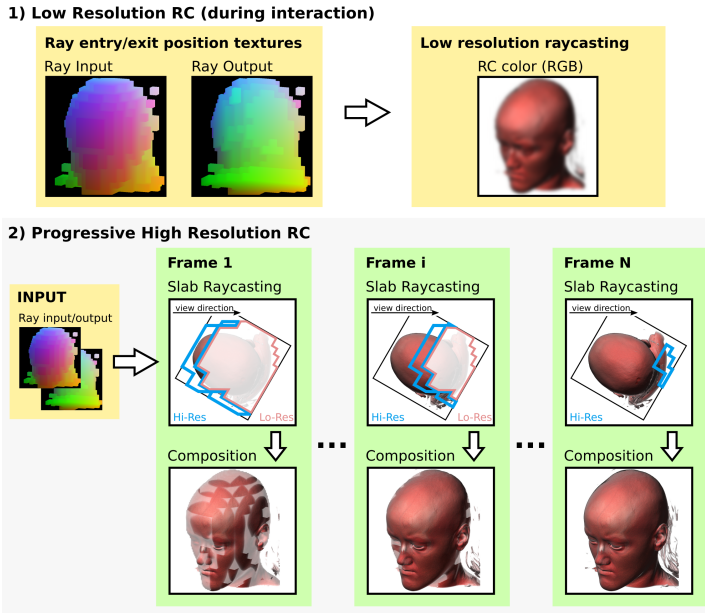 1) Low Resolution RC (during interaction)
Ray entry/exit position textures
Ray Input
Ray Output
Low resolution raycasting
RC color (RGB)
2) Progressive High Resolution RC
INPUT
Ray input/output
Frame 1
Slab Raycasting
view direction
Hi-Res
Lo-Res
Composition
...
Frame i
Slab Raycasting
view direction
Hi-Res
Lo-Res
Composition
...
Frame N
Slab Raycasting
view direction
Hi-Res
Composition